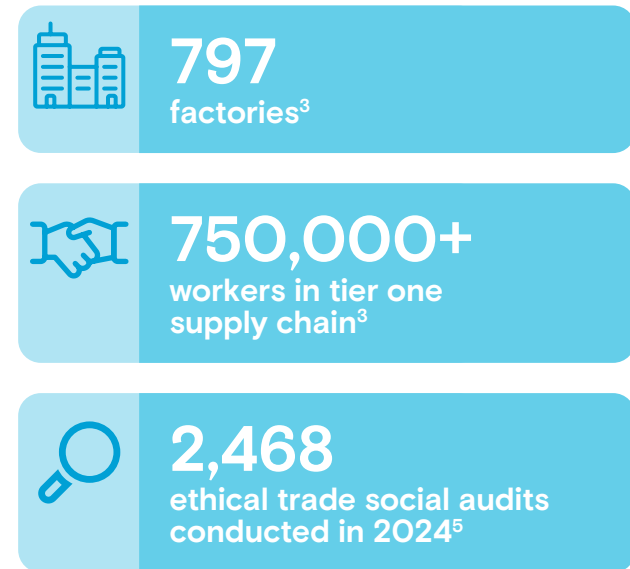 797
factories³
750,000+
workers in tier one
supply chain³
2,468
ethical trade social audits
conducted in 2024⁵